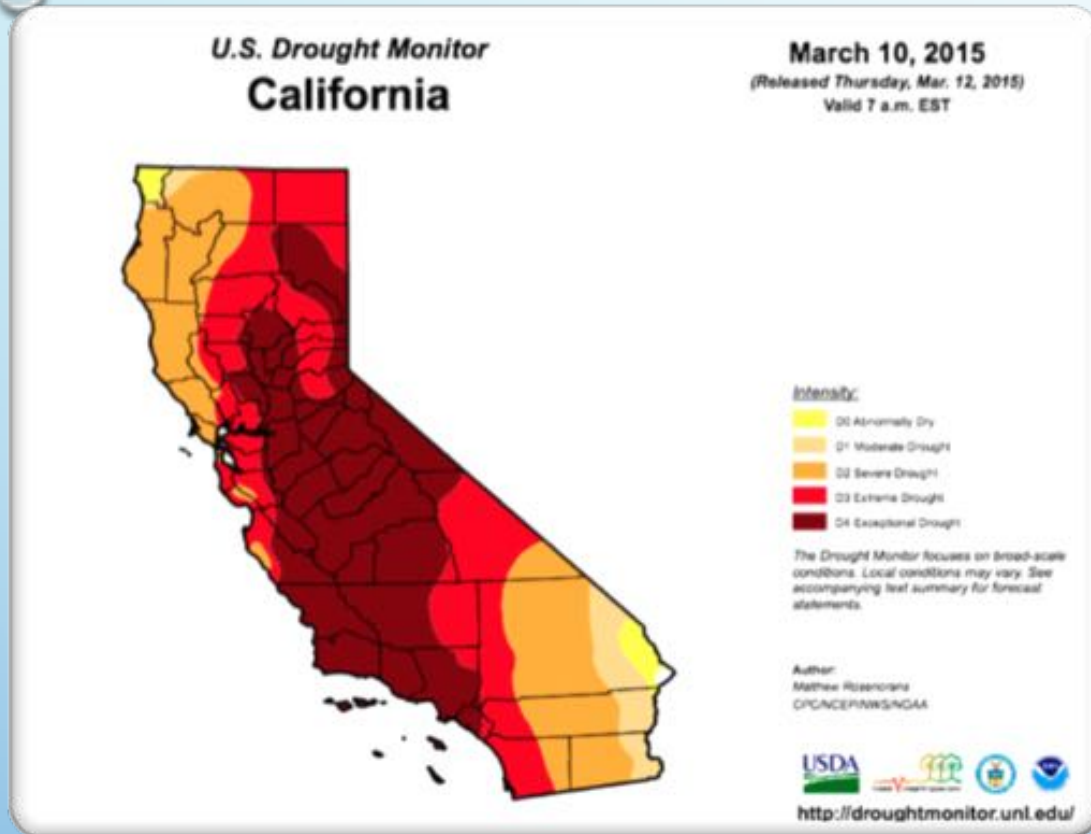 U.S. Drought Monitor
California
March 10, 2015
(Released Thursday, Mar. 12, 2015)
Valid 7 a.m. EST
Intensity:
D0 Abnormally Dry
D1 Moderate Drought
D2 Severe Drought
D3 Extreme Drought
D4 Exceptional Drought
The Drought Monitor focuses on broad-scale
conditions. Local conditions may vary. See
accompanying text summary for forecast
statements.
Author:
Matthew
CPC/NCEP/NWS/NOAA
USDA
http://droughtmonitor.unl.edu/